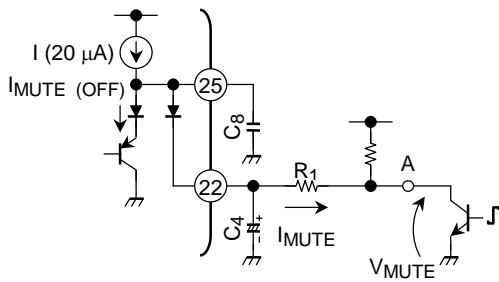 I (20 μA)
IMUTE (OFF)
25
C8
22
C4
+
-
R1
IMUTE
A
VMUTE